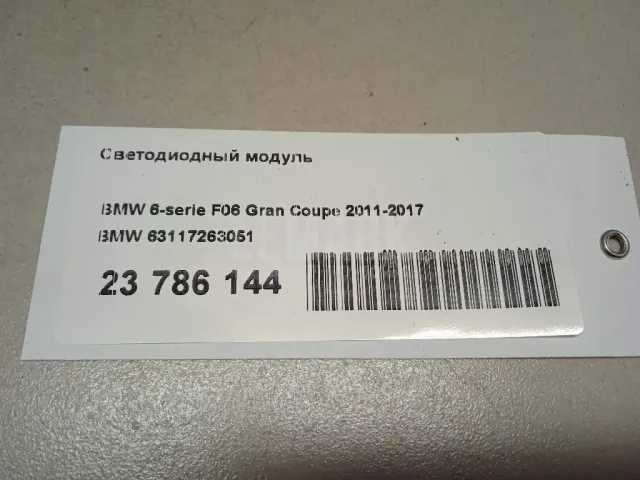 Светодиодный модуль
BMW 6-serie F06 Gran Coupe 2011-2017
BMW 63117263051
23 786 144